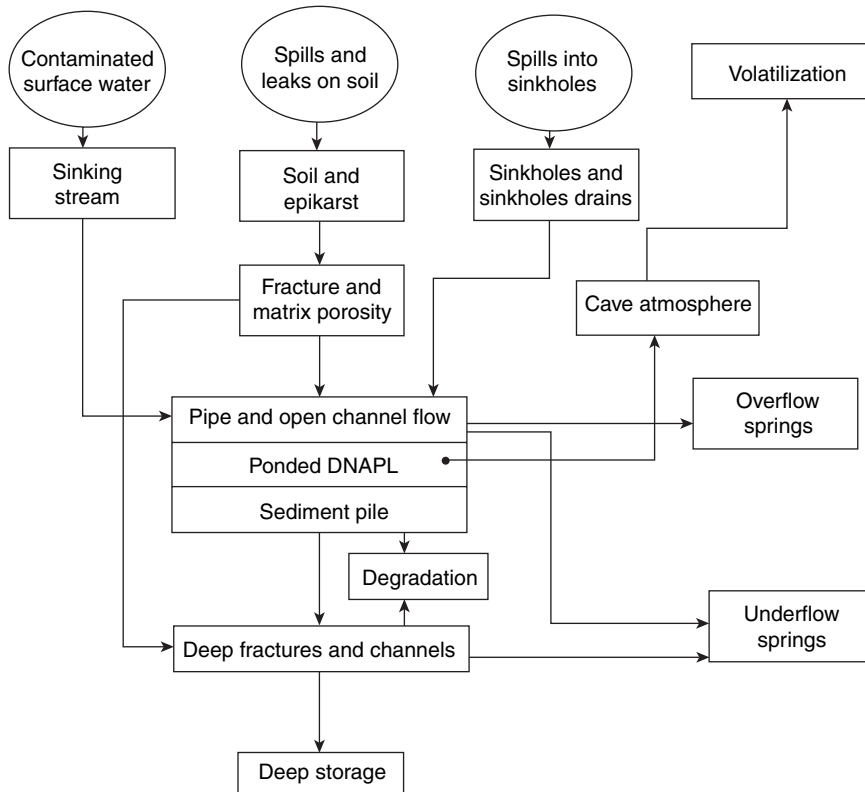 Contaminated
surface water
Spills and
leaks on soil
Spills into
sinkholes
Volatilization
Sinking
stream
Soil and
epikarst
Sinkholes and
sinkholes drains
Fracture and
matrix porosity
Cave atmosphere
Pipe and open channel flow
Overflow
springs
Ponded DNAPL
Sediment pile
Degradation
Underflow
springs
Deep fractures and channels
Deep storage